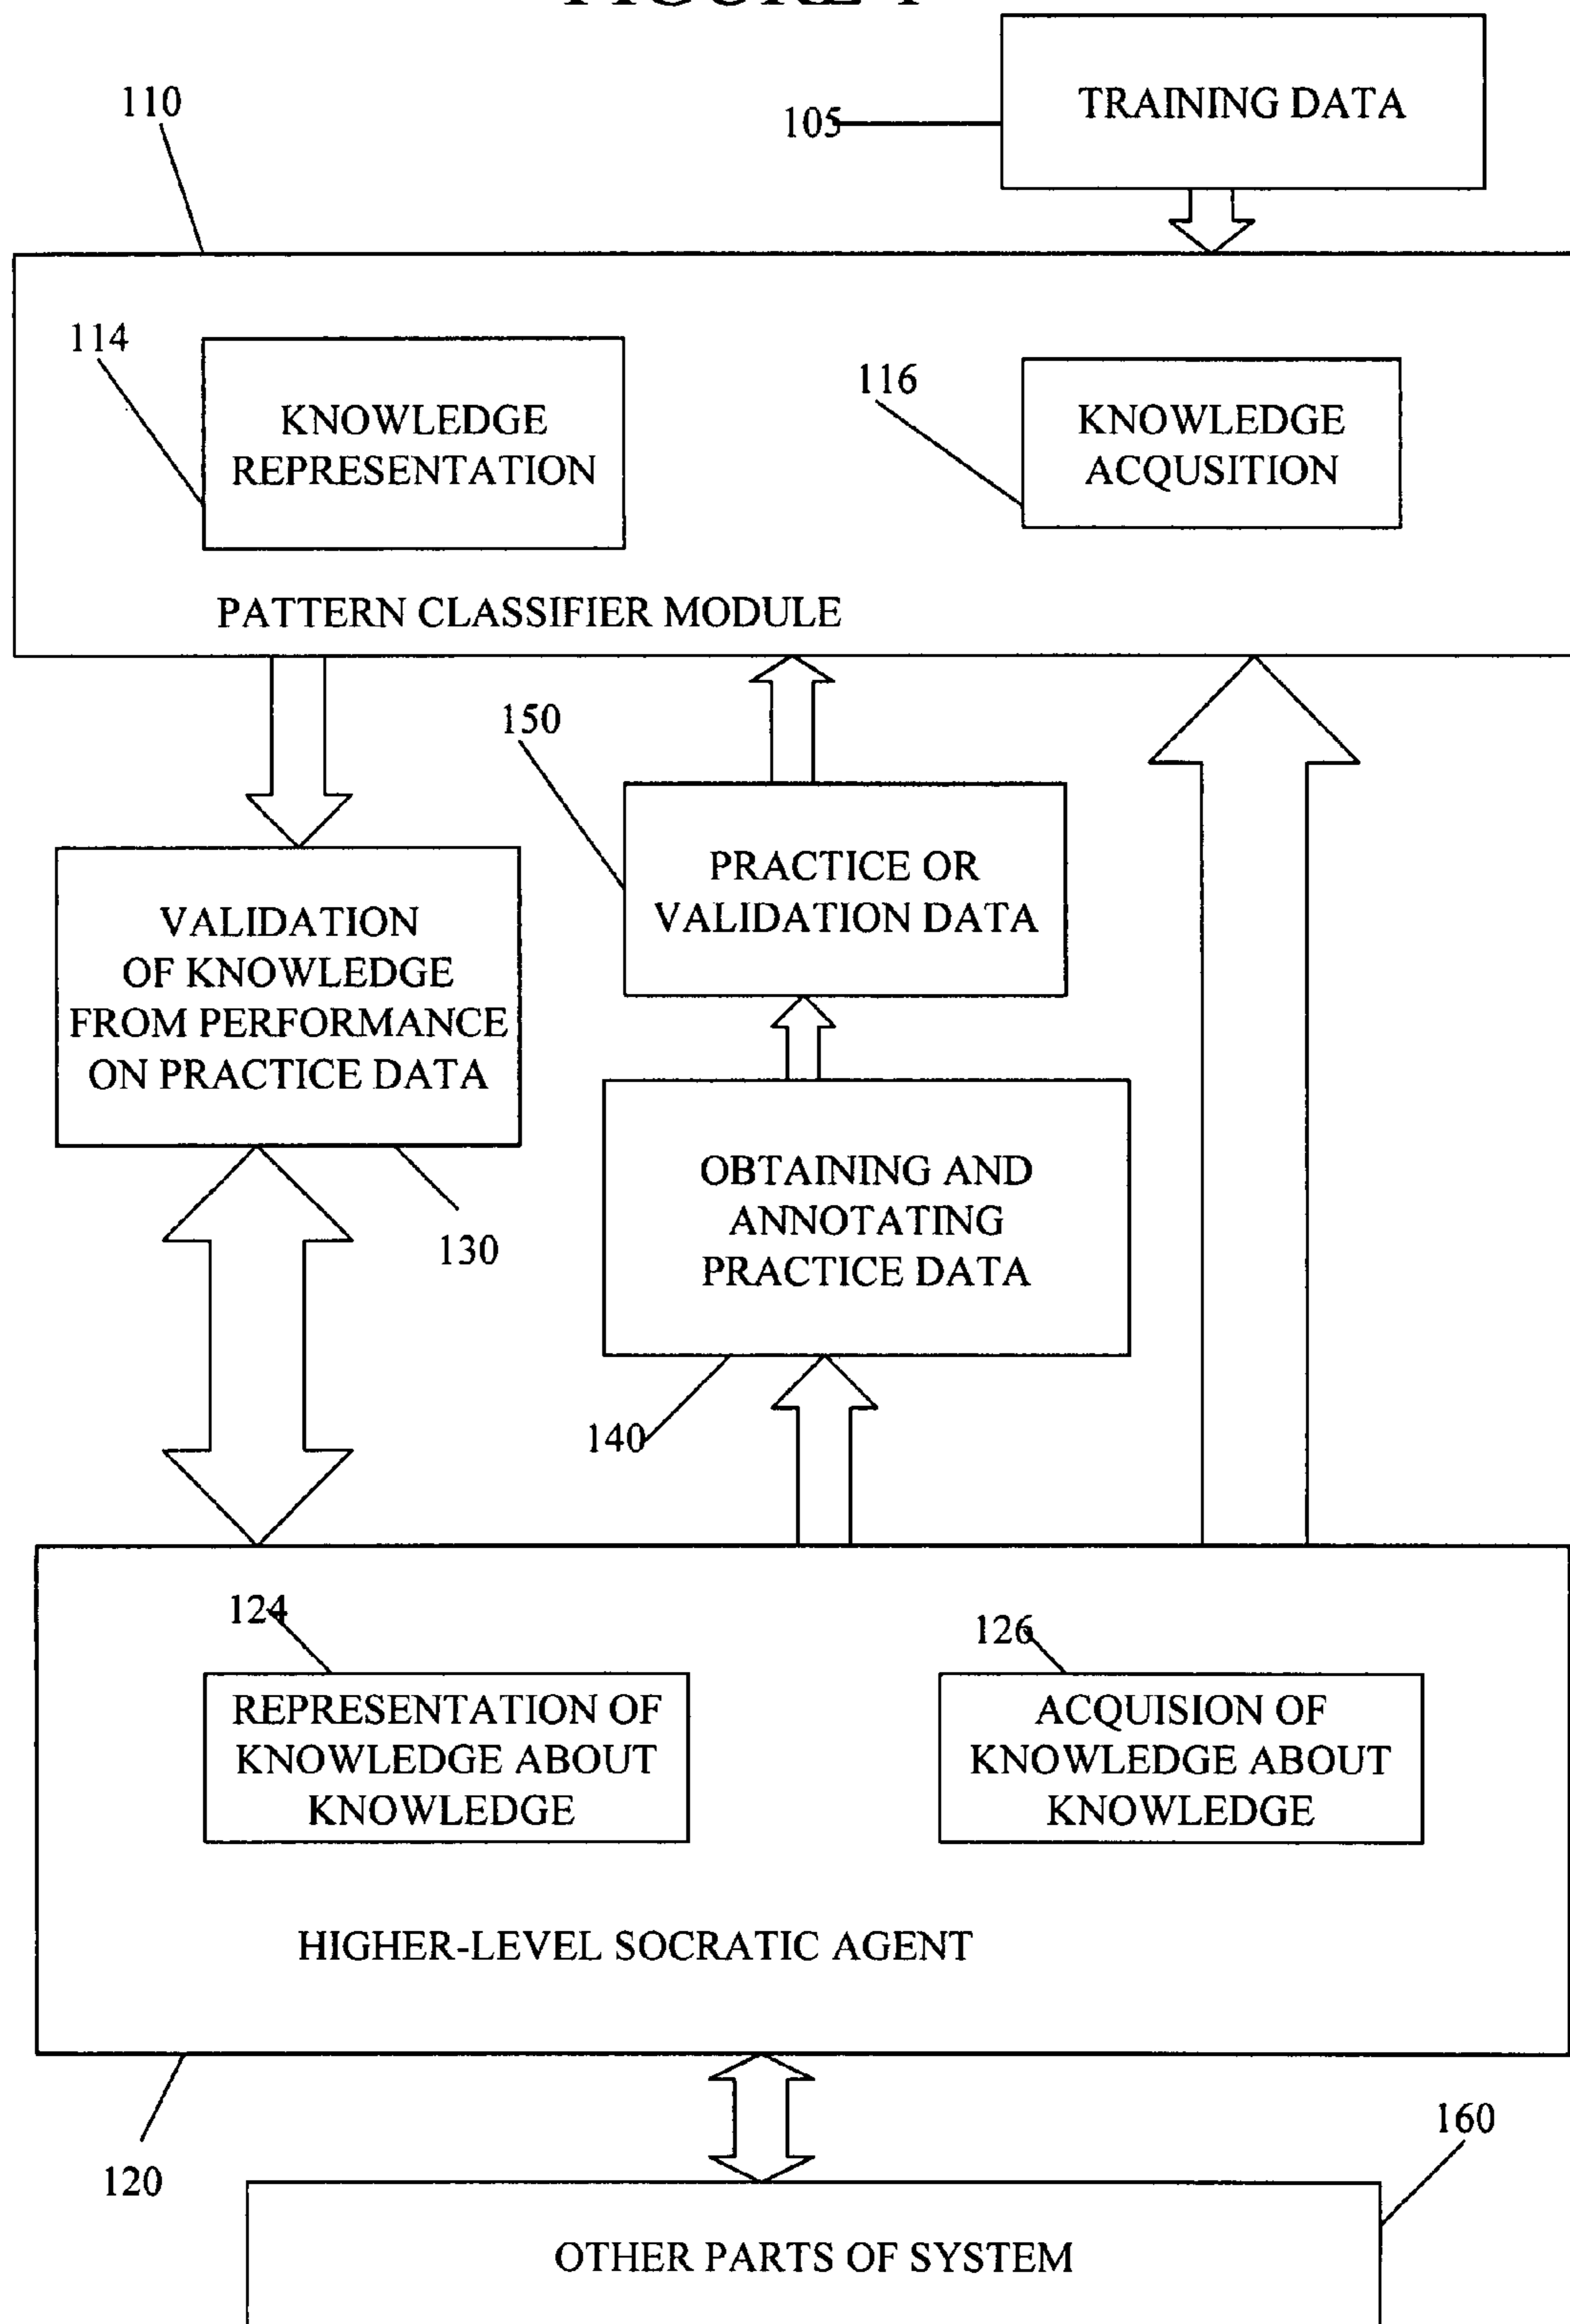 TRAINING DATA
110
105
114
116
KNOWLEDGE
REPRESENTATION
KNOWLEDGE
ACQUSITION
PATTERN CLASSIFIER MODULE
150
PRACTICE OR
VALIDATION DATA
VALIDATION
OF KNOWLEDGE
FROM PERFORMANCE
ON PRACTICE DATA
OBTAINING AND
ANNOTATING
PRACTICE DATA
130
140
124
126
REPRESENTATION OF
KNOWLEDGE ABOUT
KNOWLEDGE
ACQUISION OF
KNOWLEDGE ABOUT
KNOWLEDGE
HIGHER-LEVEL SOCRATIC AGENT
120
160
OTHER PARTS OF SYSTEM